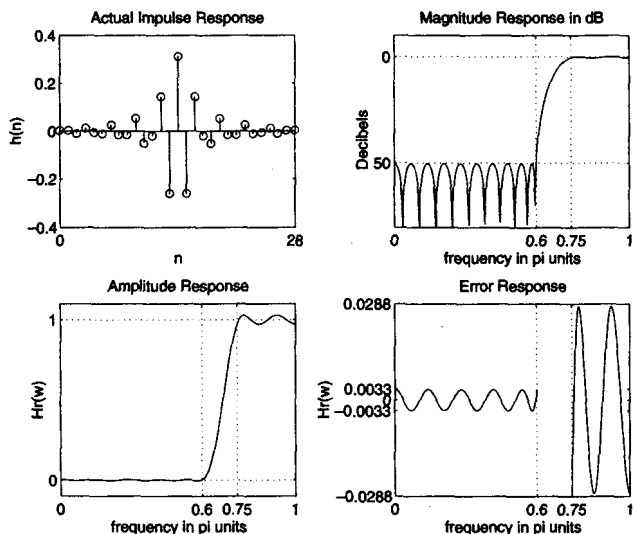 Actual Impulse Response
0.4
0.2
0
−0.2
−0.4
h(n)
0
28
n
Magnitude Response in dB
0
50
Decibels
0
0.6
0.75
1
frequency in pi units
Amplitude Response
1
0
Hr(w)
0
0.6
0.75
1
frequency in pi units
Error Response
0.0288
0.0033
0
−0.0033
−0.0288
Hr(w)
0
0.6
0.75
1
frequency in pi units